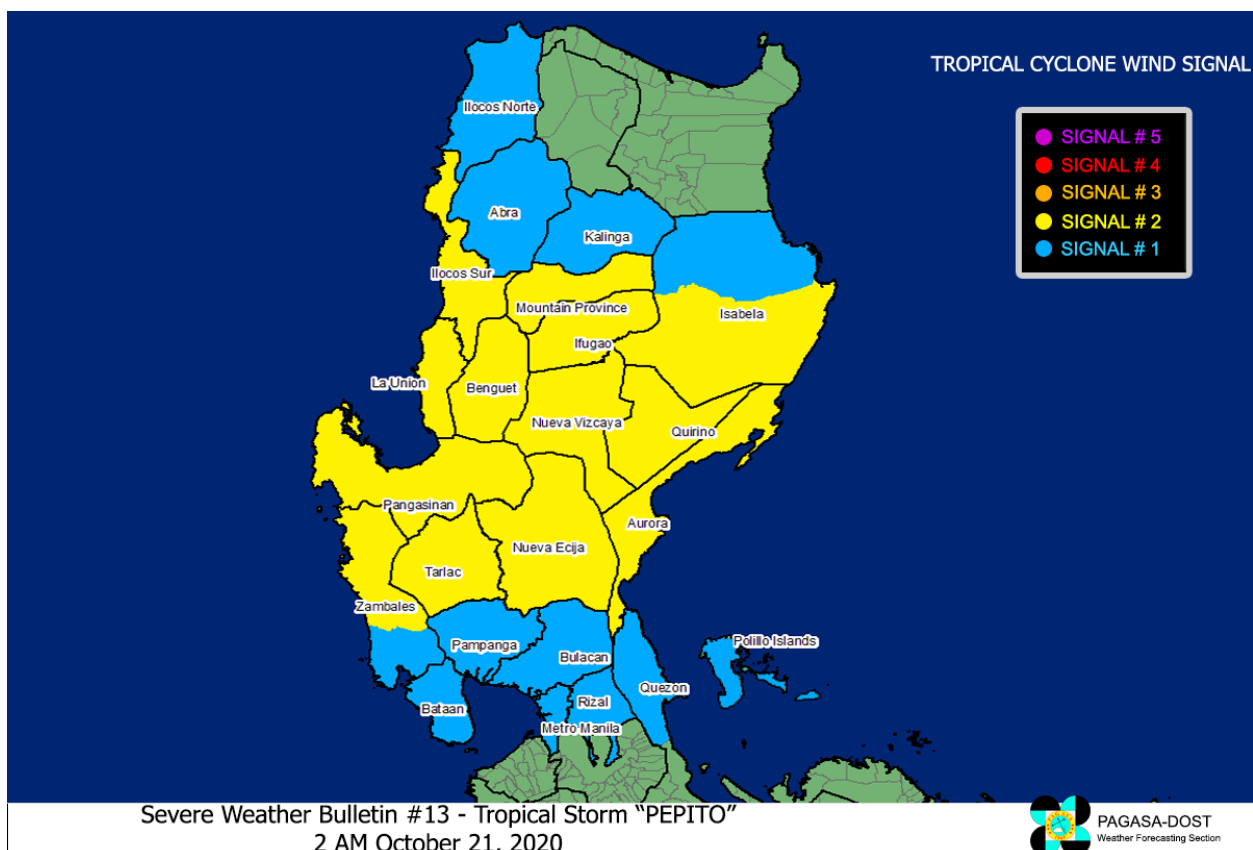 TROPICAL CYCLONE WIND SIGNAL
SIGNAL # 5
SIGNAL # 4
SIGNAL # 3
SIGNAL # 2
SIGNAL # 1
Ilocos Norte
Abra
Kalinga
Ilocos Sur
Mountain Province
Isabela
Ifugao
La Union
Benguet
Nueva Vizcaya
Quirino
Pangasinan
Aurora
Nueva Ecija
Tarlac
Zambales
Pampanga
Polillo Islands
Bulacan
Quezon
Rizal
Bataan
Metro Manila
Severe Weather Bulletin #13 - Tropical Storm “PEPITO”
2 AM October 21, 2020
PAGASA-DOST
Weather Forecasting Section